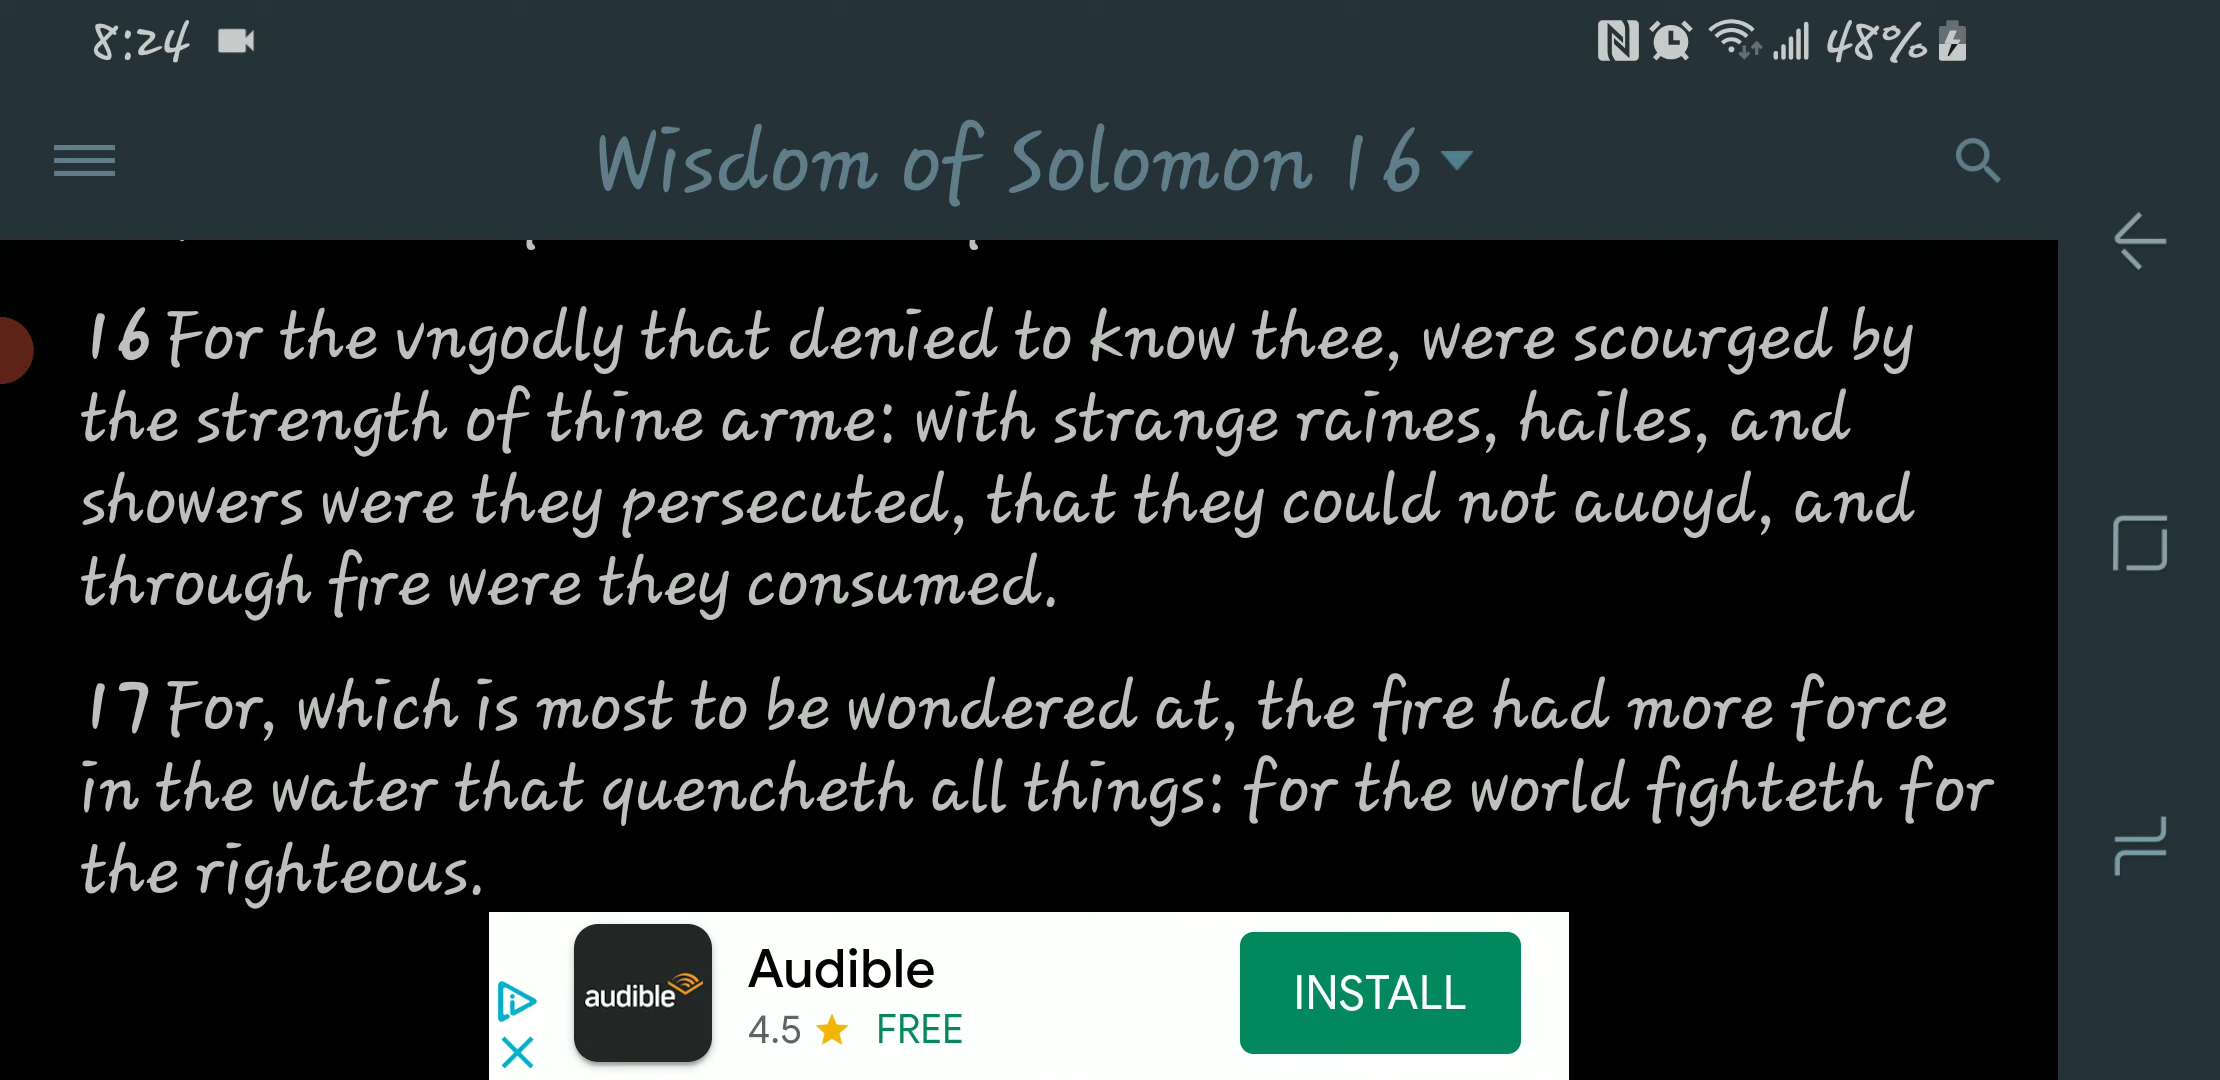 8:24 48%
Wisdom of Solomon 16
16 For the vngodly that denied to know thee, were scourged by
the strength of thine arme: with strange raines, hailes, and
showers were they persecuted, that they could not auoyd, and
through fire were they consumed.
17 For, which is most to be wondered at, the fire had more force
in the water that quencheth all things: for the world fighteth for
the righteous.
audible
Audible
4.5 FREE
INSTALL